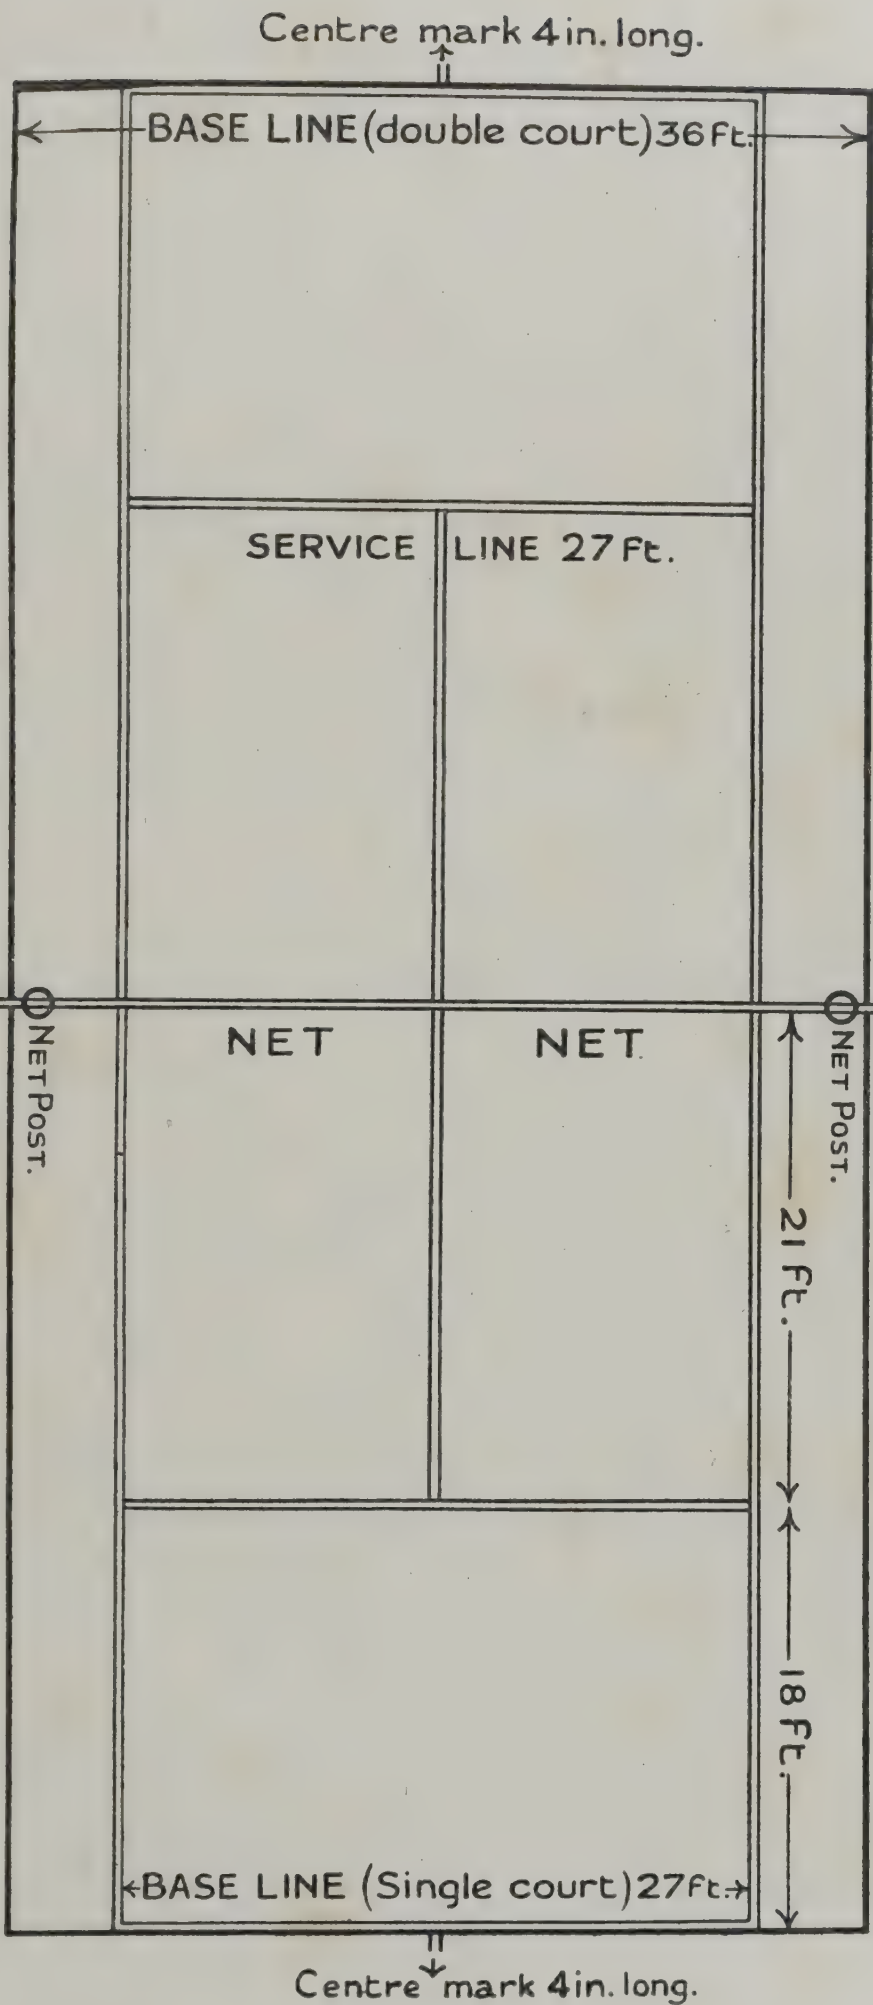 Centre mark 4in. long.
BASE LINE (double court) 36 Ft.
SERVICE LINE 27 Ft.
NET NET.
NET POST.
NET POST.
21 Ft.
18 Ft.
BASE LINE (Single court) 27 Ft.
Centre mark 4in. long.